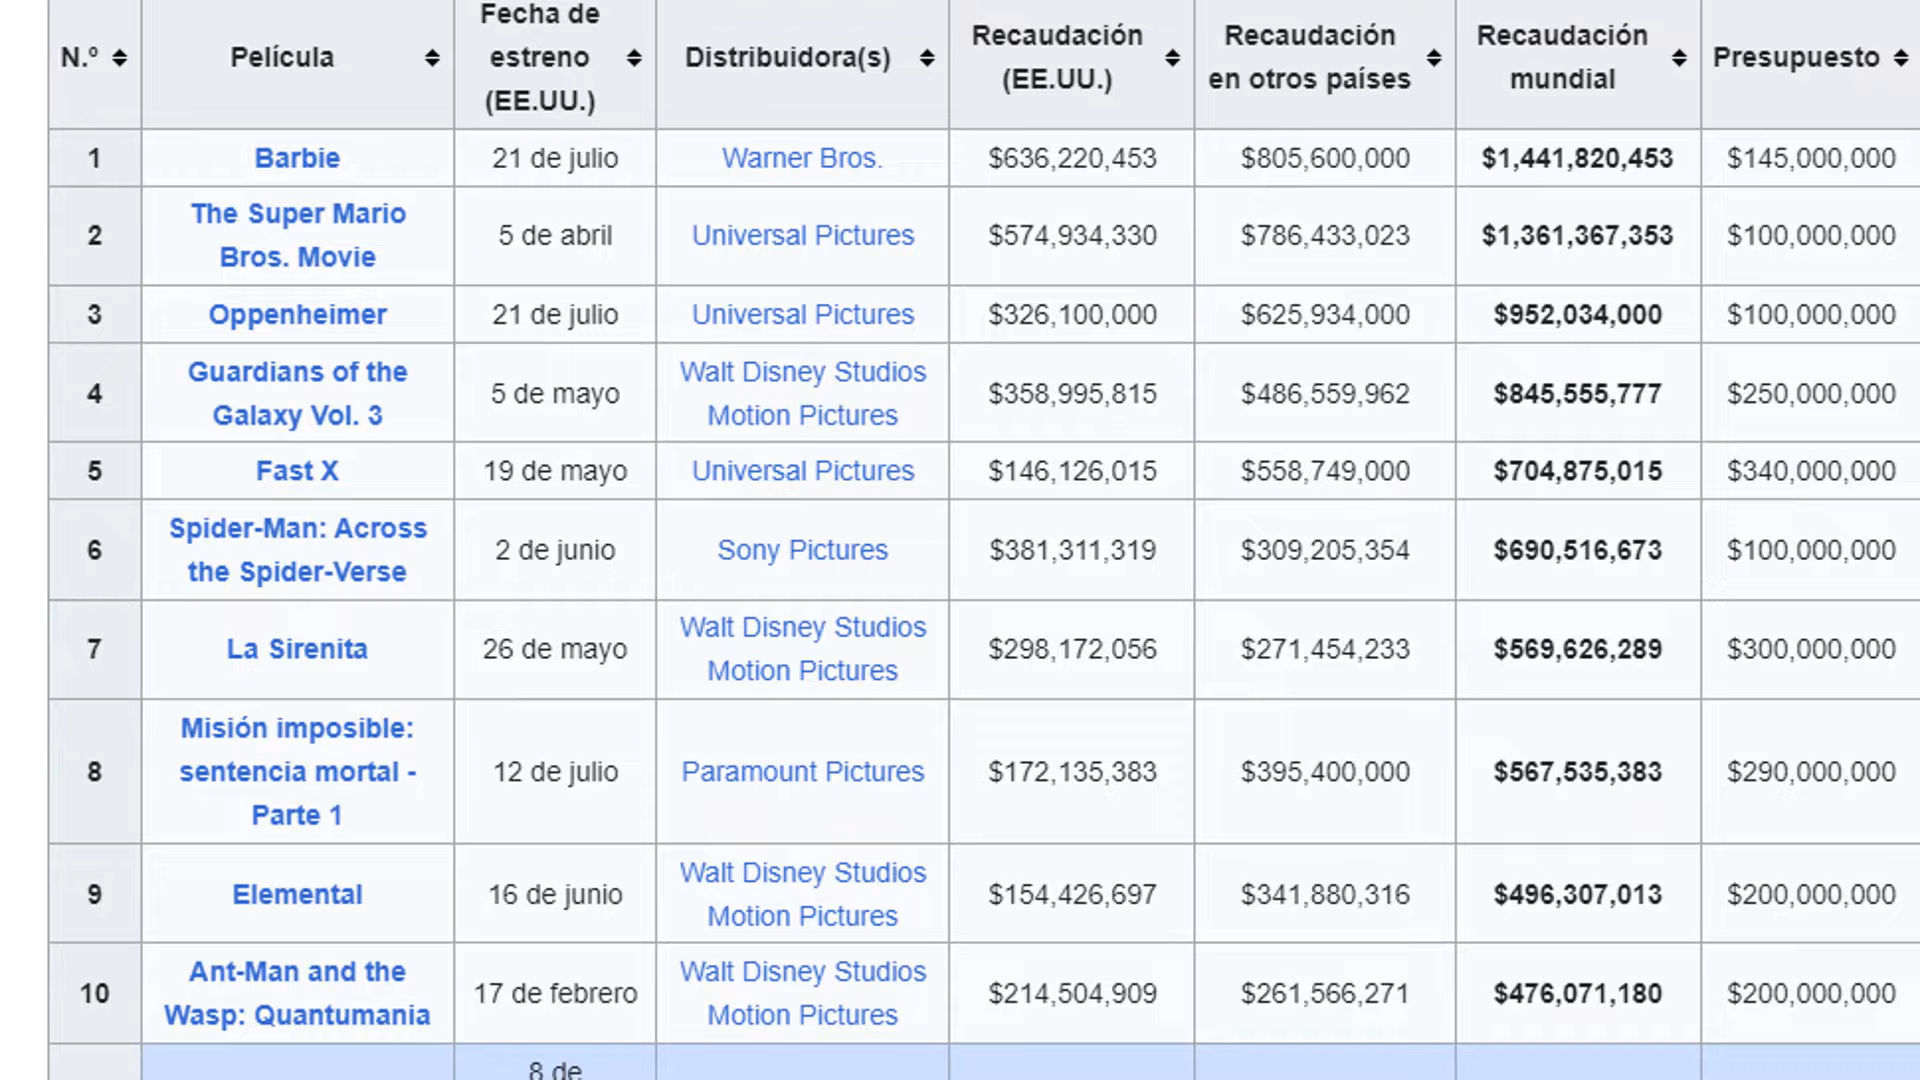 N.º
Película
Fecha de
estreno
(EE.UU.)
Distribuidora(s)
Recaudación
(EE.UU.)
Recaudación
en otros países
Recaudación
mundial
Presupuesto
1
Barbie
21 de julio
Warner Bros.
$636,220,453
$805,600,000
$1,441,820,453
$145,000,000
2
The Super Mario
Bros. Movie
5 de abril
Universal Pictures
$574,934,330
$786,433,023
$1,361,367,353
$100,000,000
3
Oppenheimer
21 de julio
Universal Pictures
$326,100,000
$625,934,000
$952,034,000
$100,000,000
4
Guardians of the
Galaxy Vol. 3
5 de mayo
Walt Disney Studios
Motion Pictures
$358,995,815
$486,559,962
$845,555,777
$250,000,000
5
Fast X
19 de mayo
Universal Pictures
$146,126,015
$558,749,000
$704,875,015
$340,000,000
6
Spider-Man: Across
the Spider-Verse
2 de junio
Sony Pictures
$381,311,319
$309,205,354
$690,516,673
$100,000,000
7
La Sirenita
26 de mayo
Walt Disney Studios
Motion Pictures
$298,172,056
$271,454,233
$569,626,289
$300,000,000
8
Misión imposible:
sentencia mortal -
Parte 1
12 de julio
Paramount Pictures
$172,135,383
$395,400,000
$567,535,383
$290,000,000
9
Elemental
16 de junio
Walt Disney Studios
Motion Pictures
$154,426,697
$341,880,316
$496,307,013
$200,000,000
10
Ant-Man and the
Wasp: Quantumania
17 de febrero
Walt Disney Studios
Motion Pictures
$214,504,909
$261,566,271
$476,071,180
$200,000,000
8 de